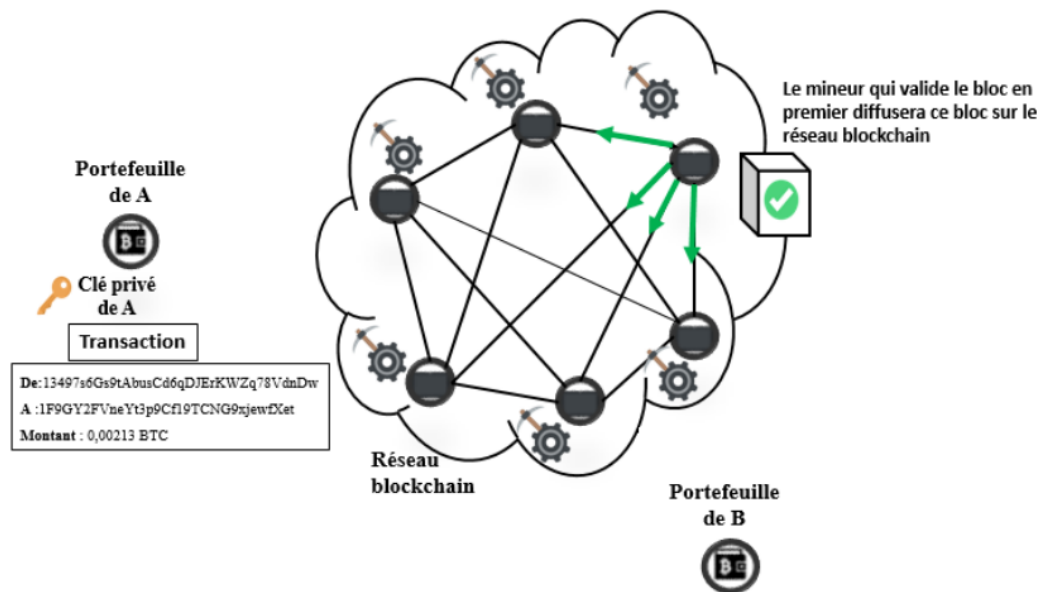 Le mineur qui valide le bloc en
premier diffusera ce bloc sur le
réseau blockchain
Portefeuille
de A
Clé privé
de A
Transaction
De:13497s6Gs9tAbusCd6qDJErKWZq78VdnDw
A :1F9GY2FVneYt3p9Cf19TCNG9xjewfXet
Montant : 0,00213 BTC
Réseau
blockchain
Portefeuille
de B